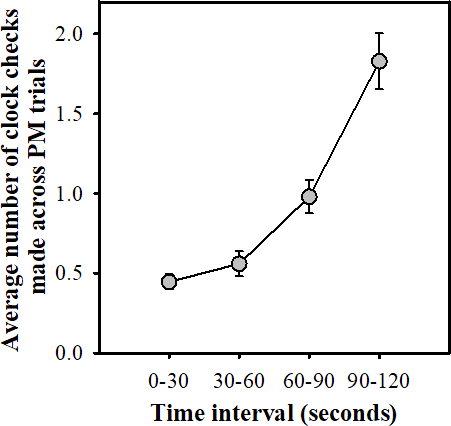 Average number of clock checks
made across PM trials
2.0
1.5
1.0
0.5
0.0
0-30 30-60 60-90 90-120
Time interval (seconds)